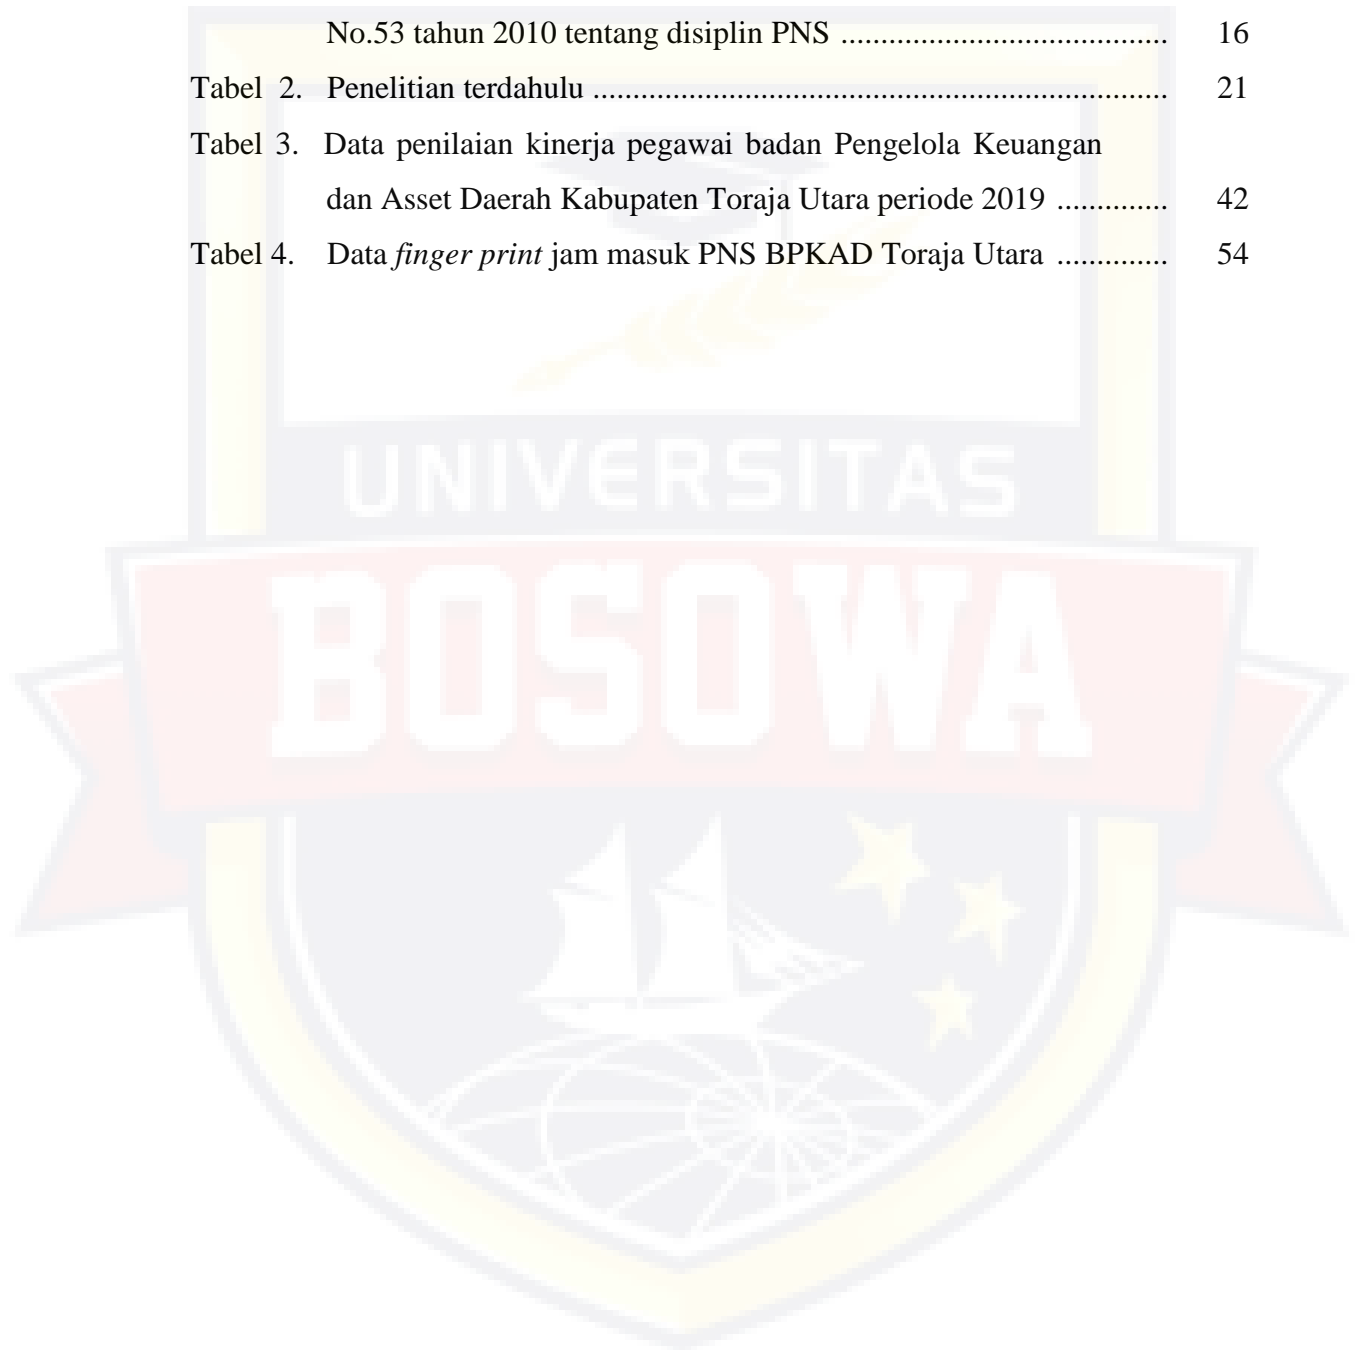 No.53 tahun 2010 tentang disiplin PNS ......................................... 16
Tabel 2. Penelitian terdahulu ........................................................................ 21
Tabel 3. Data penilaian kinerja pegawai badan Pengelola Keuangan
dan Asset Daerah Kabupaten Toraja Utara periode 2019 .............. 42
Tabel 4. Data finger print jam masuk PNS BPKAD Toraja Utara .............. 54
UNIVERSITAS
BOSOWA